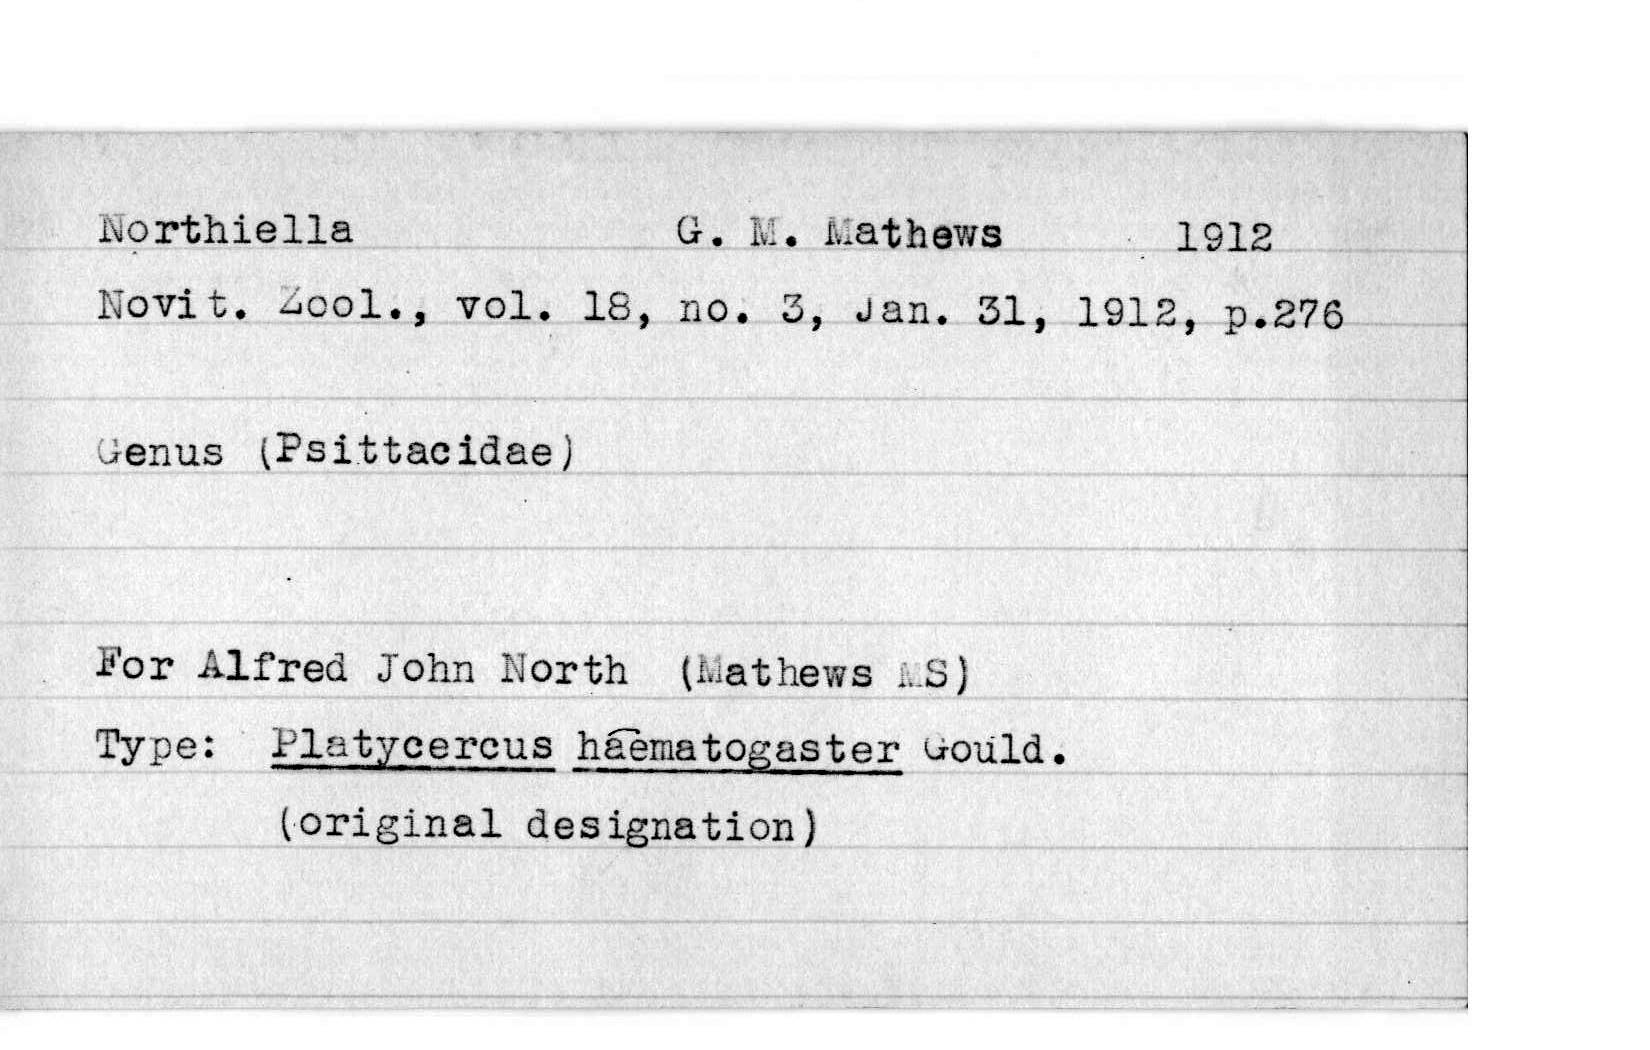 Northiella G. M. Mathews 1912
Novit. Zool., vol. 18, no. 3, Jan. 31, 1912, p.276
Genus (Psittacidae)
For Alfred John North (Mathews MS)
Type: Platycercus haematogaster Gould.
(original designation)